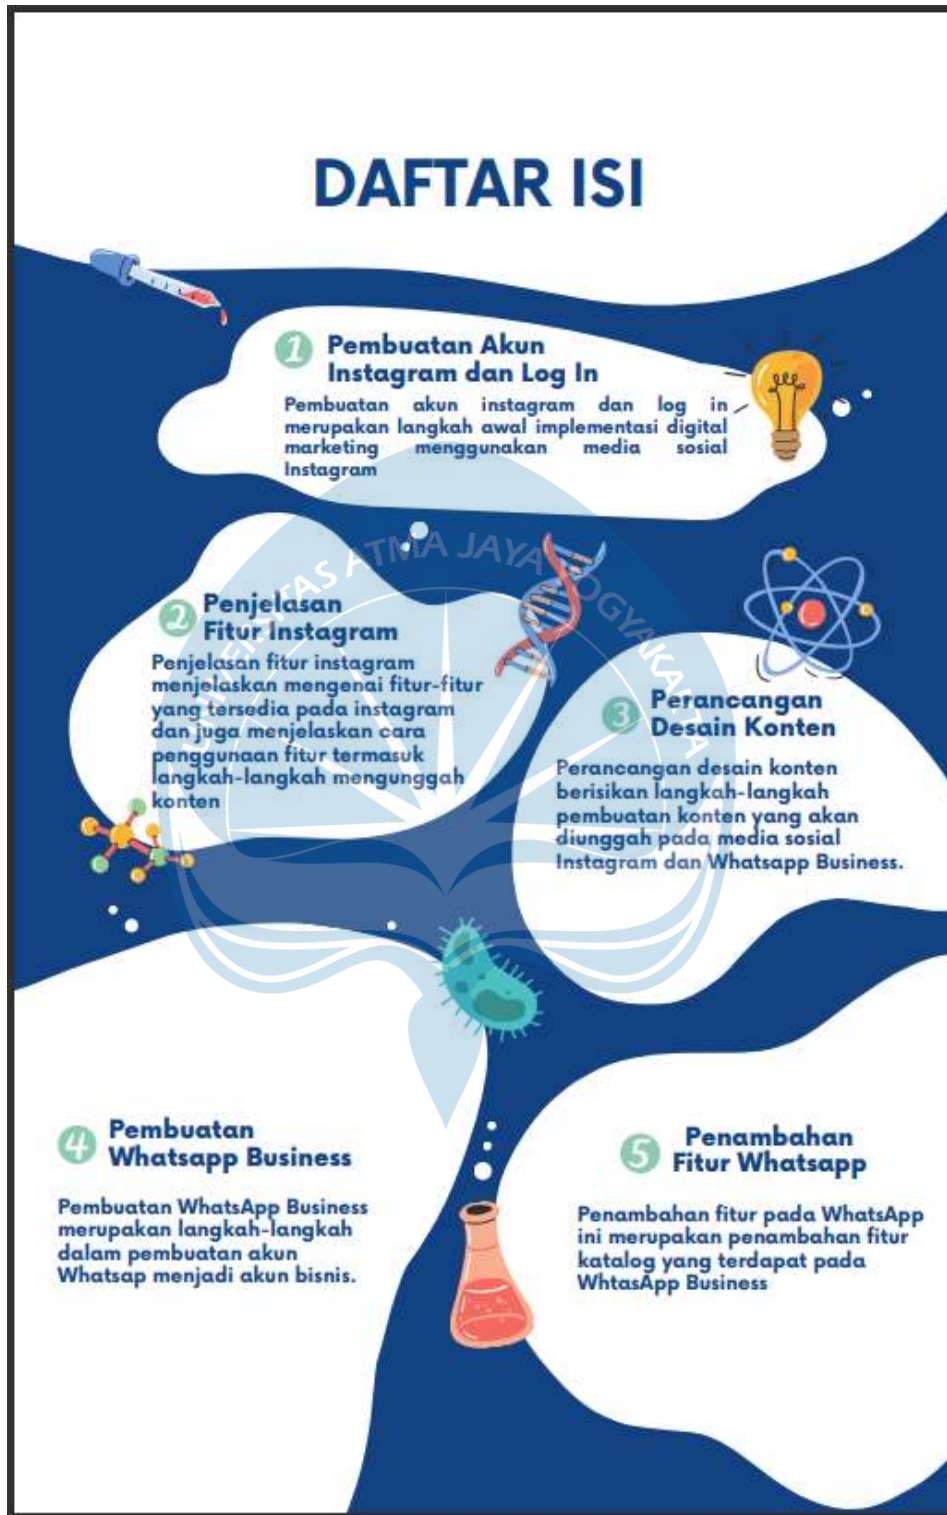 DAFTAR ISI
1 Pembuatan Akun
Instagram dan Log In
Pembuatan akun instagram dan log in
merupakan langkah awal implementasi digital
marketing menggunakan media sosial
Instagram
UNIVERSITAS ATMA JAYA YOGYAKARTA
2 Penjelasan
Fitur Instagram
Penjelasan fitur instagram
menjelaskan mengenai fitur-fitur
yang tersedia pada instagram
dan juga menjelaskan cara
penggunaan fitur termasuk
langkah-langkah mengunggah
konten
3 Perancangan
Desain Konten
Perancangan desain konten
berisikan langkah-langkah
pembuatan konten yang akan
diunggah pada media sosial
Instagram dan Whatsapp Business.
4 Pembuatan
Whatsapp Business
Pembuatan WhatsApp Business
merupakan langkah-langkah
dalam pembuatan akun
Whatsap menjadi akun bisnis.
5 Penambahan
Fitur Whatsapp
Penambahan fitur pada WhatsApp
ini merupakan penambahan fitur
katalog yang terdapat pada
WhtasApp Business